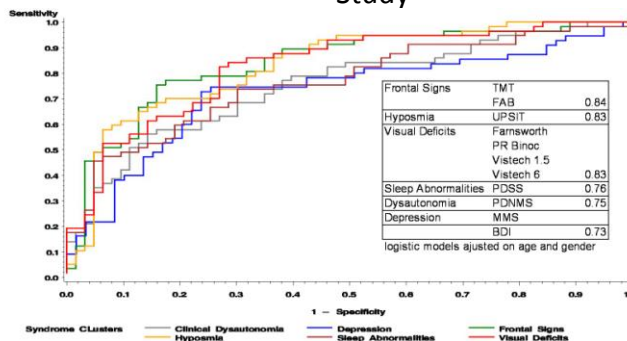 Study
Sensitivity
1.0
0.9
0.8
0.7
0.6
0.5
0.4
0.3
0.2
0.1
0.0
Frontal Signs TMT
FAB 0.84
Hyposmia UPSIT 0.83
Visual Deficits Farnsworth
PR Binoc
Vistech 1.5
Vistech 6 0.83
Sleep Abnormalities PDSS 0.76
Dysautonomia PDNMS 0.75
Depression MMS
BDI 0.73
logistic models ajusted on age and gender
0.0 0.1 0.2 0.3 0.4 0.5 0.6 0.7 0.8 0.9
1 - Specificity
Syndrome CLusters Clinical Dysautonomia Depression Frontal Signs
Hyposmia Sleep Abnormalities Visual Deficits